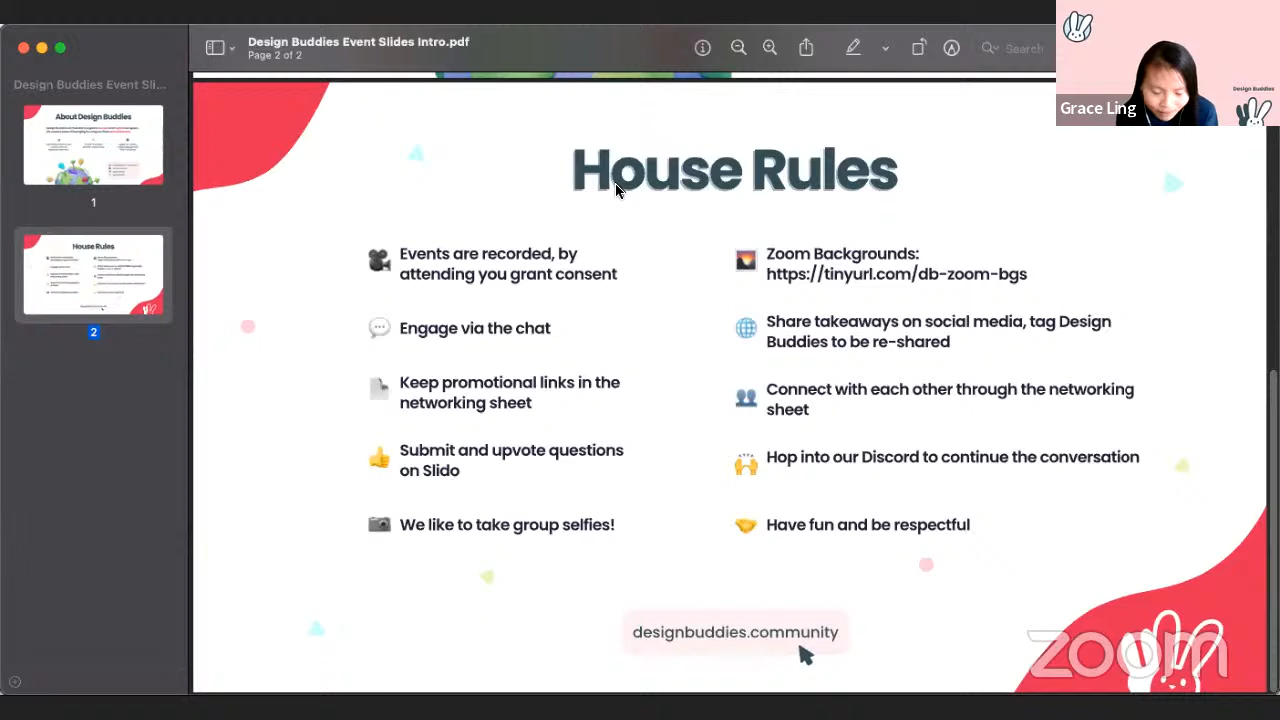 Design Buddies Event Slides Intro.pdf
Page 2 of 2
Search
Design Buddies Event Sli...
About Design Buddies
1
House Rules
2
House Rules
Events are recorded, by
attending you grant consent
Engage via the chat
Keep promotional links in the
networking sheet
Submit and upvote questions
on Slido
We like to take group selfies!
Zoom Backgrounds:
https://tinyurl.com/db-zoom-bgs
Share takeaways on social media, tag Design
Buddies to be re-shared
Connect with each other through the networking
sheet
Hop into our Discord to continue the conversation
Have fun and be respectful
designbuddies.community
zoom
Grace Ling
Design Buddies